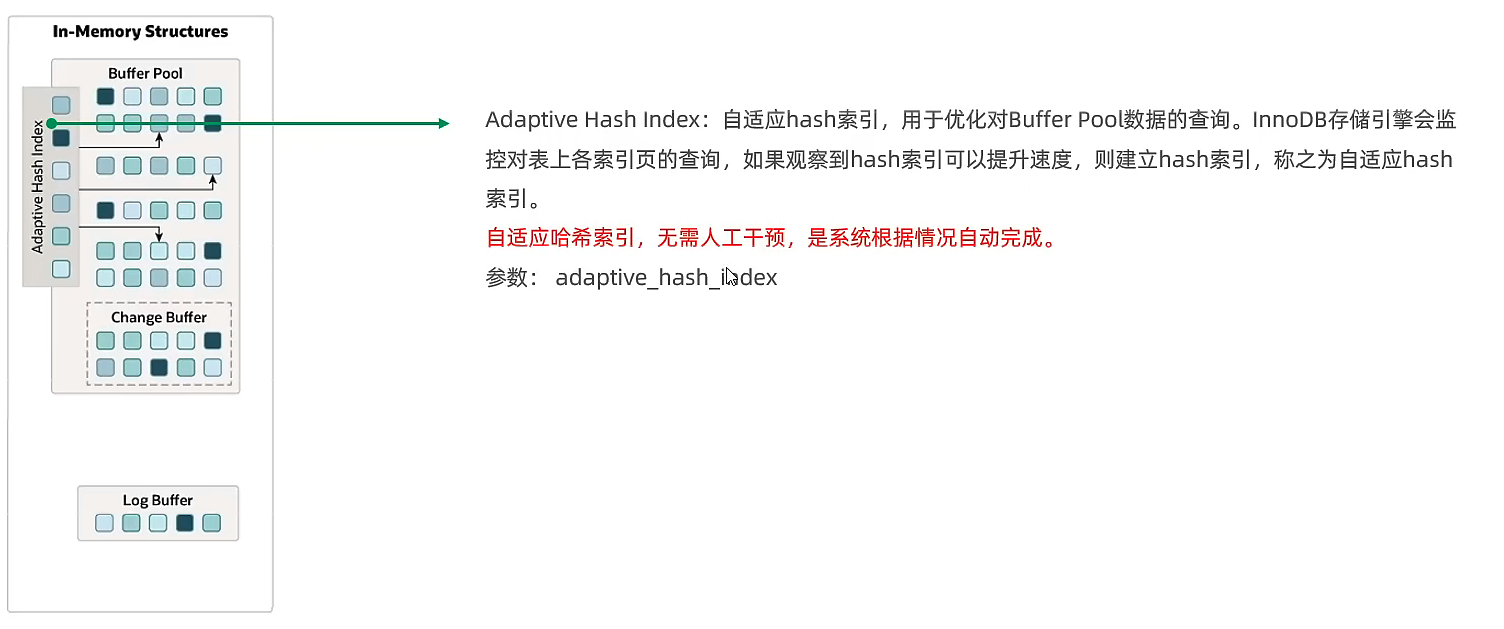 In-Memory Structures
Buffer Pool
Adaptive Hash Index
Change Buffer
Log Buffer
Adaptive Hash Index：自适应hash索引，用于优化对Buffer Pool数据的查询。InnoDB存储引擎会监
控对表上各索引页的查询，如果观察到hash索引可以提升速度，则建立hash索引，称之为自适应hash
索引。
自适应哈希索引，无需人工干预，是系统根据情况自动完成。
参数： adaptive_hash_index